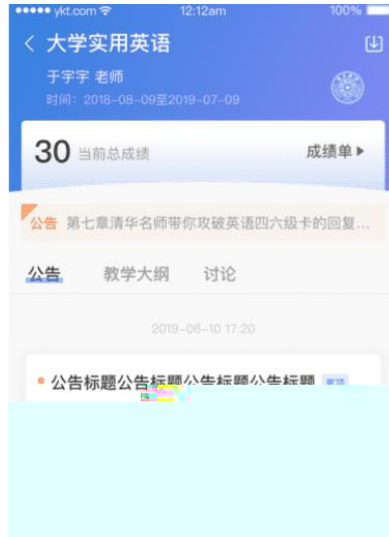 ykt.com 12:12am 100%
大学实用英语
于宇宇 老师
时间：2018-08-09至2019-07-09
30 当前总成绩 成绩单
公告 第七章清华名师带你攻破英语四六级卡的回复...
公告 教学大纲 讨论
2019-06-10 17:20
公告标题公告标题公告标题公告标题